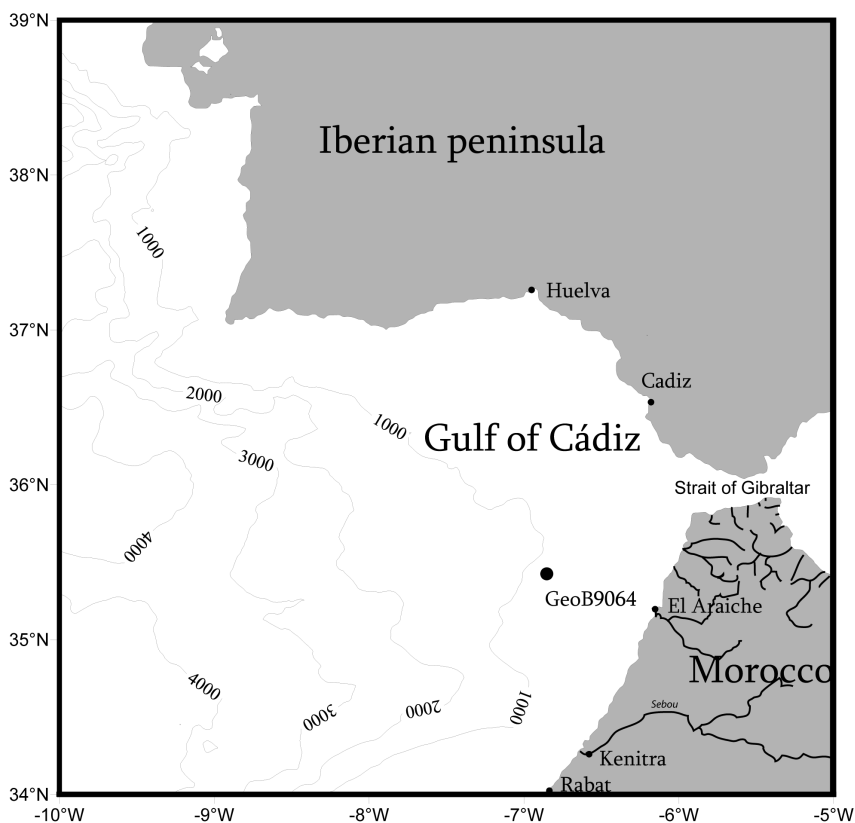 39°N
Iberian peninsula
38°N
1000
Huelva
37°N
Cadiz
2000
1000
Gulf of Cádiz
3000
36°N
Strait of Gibraltar
4000
GeoB9064
El Araiche
35°N
Morocco
4000
Sebou
3000
2000
1000
Kenitra
34°N
Rabat
-10°W
-9°W
-8°W
-7°W
-6°W
-5°W